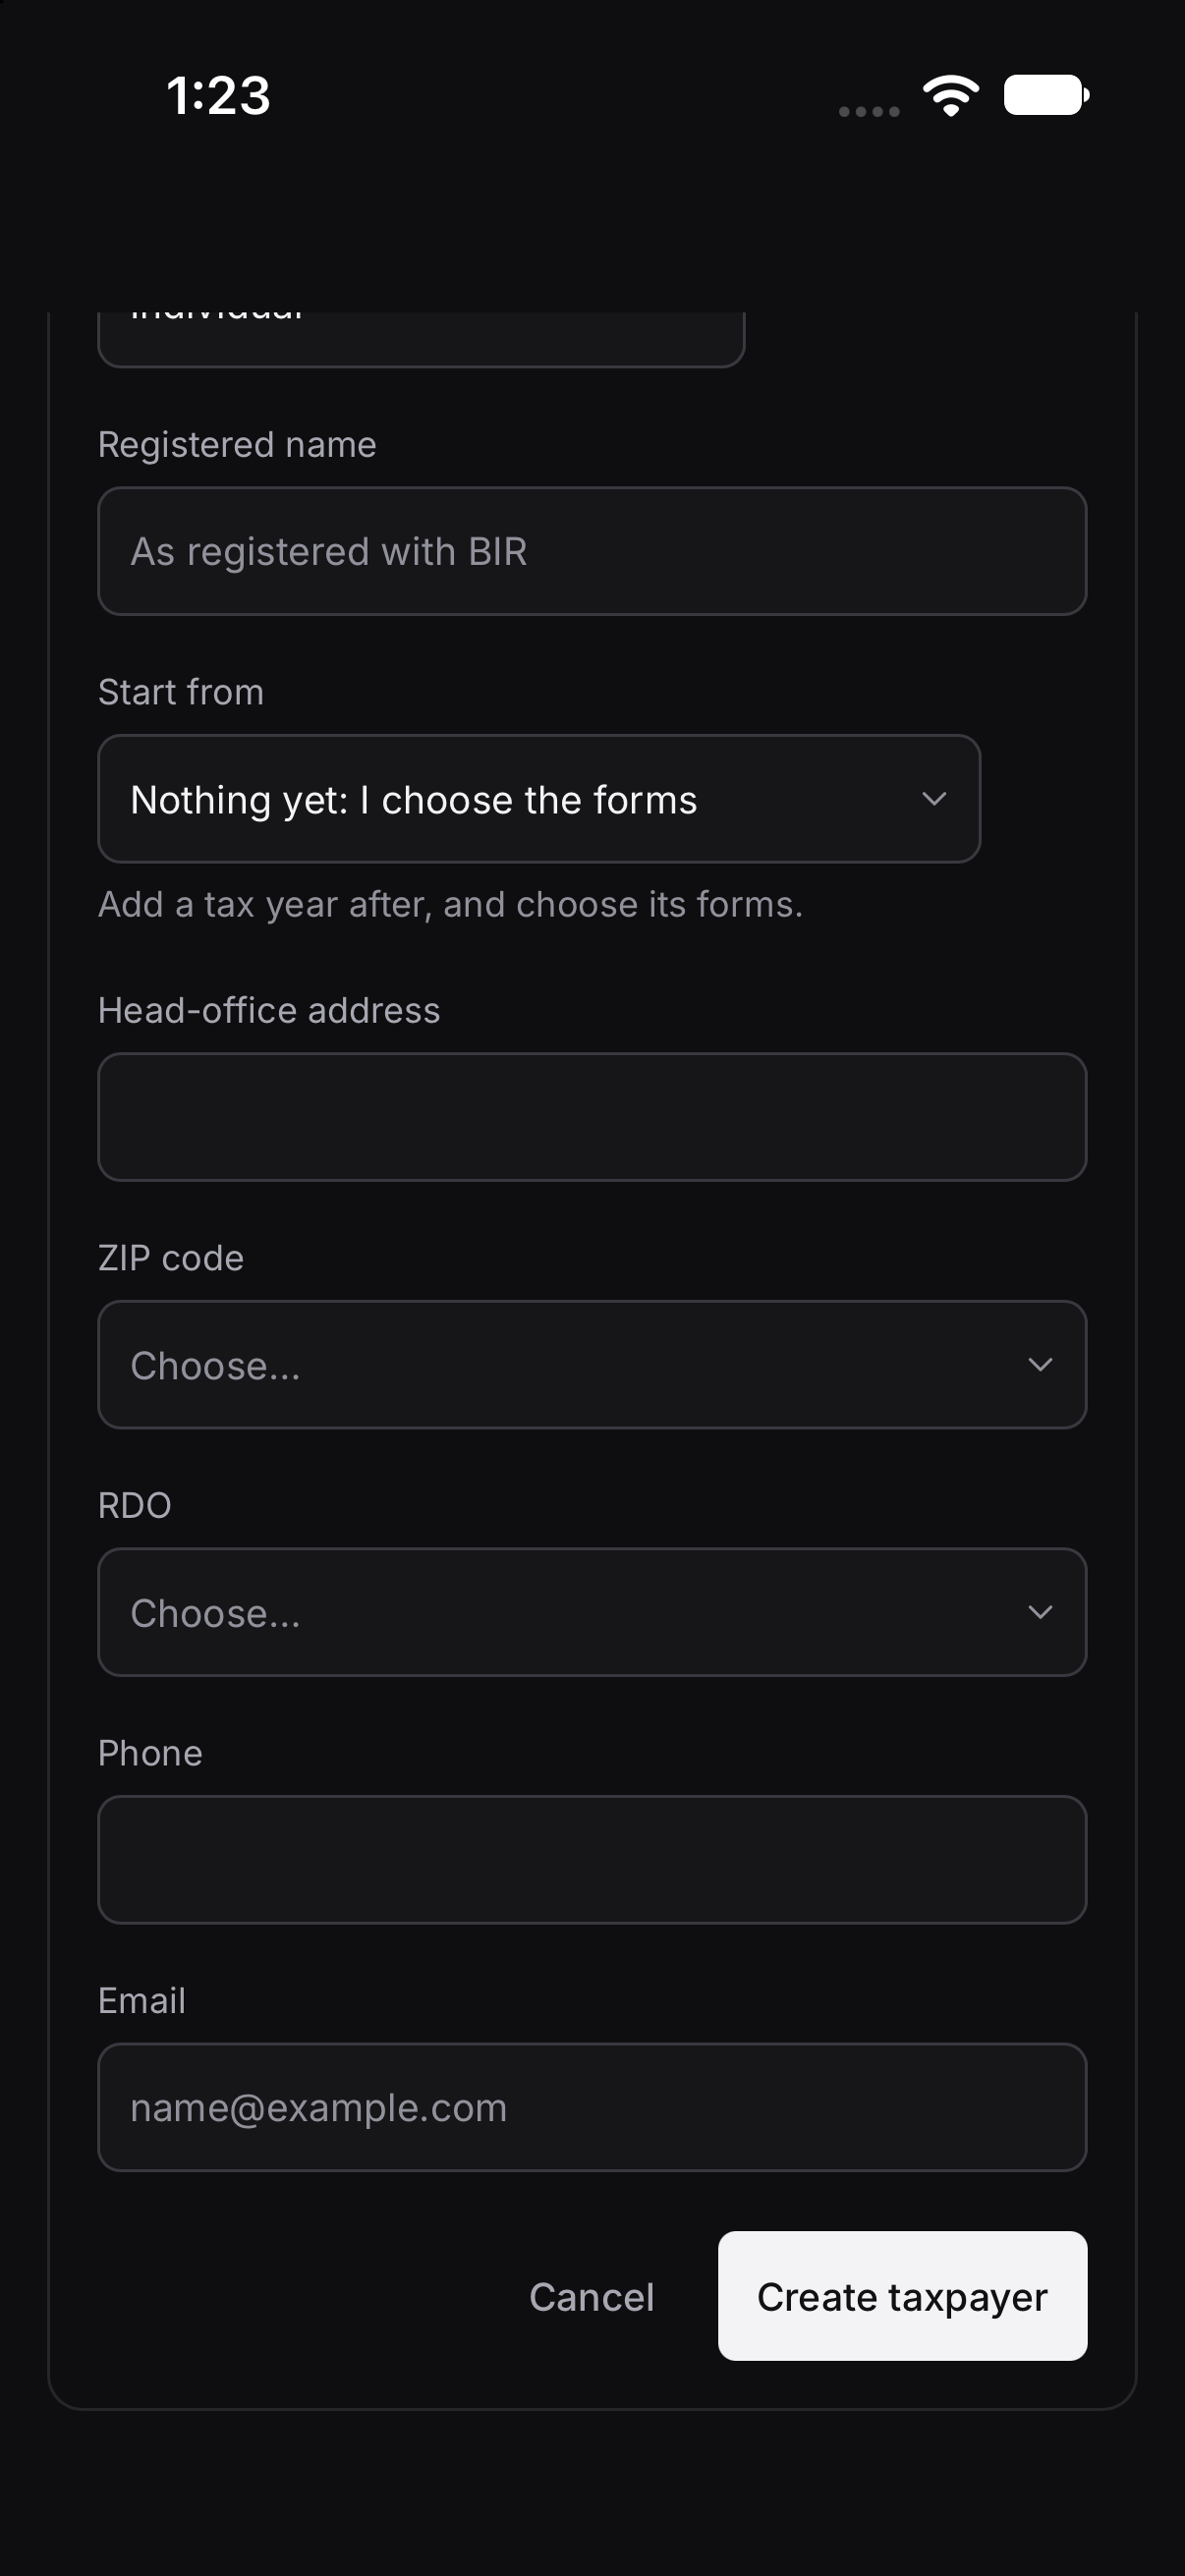 1:23
Individual
Registered name
As registered with BIR
Start from
Nothing yet: I choose the forms
Add a tax year after, and choose its forms.
Head-office address
ZIP code
Choose...
RDO
Choose...
Phone
Email
name@example.com
Cancel
Create taxpayer